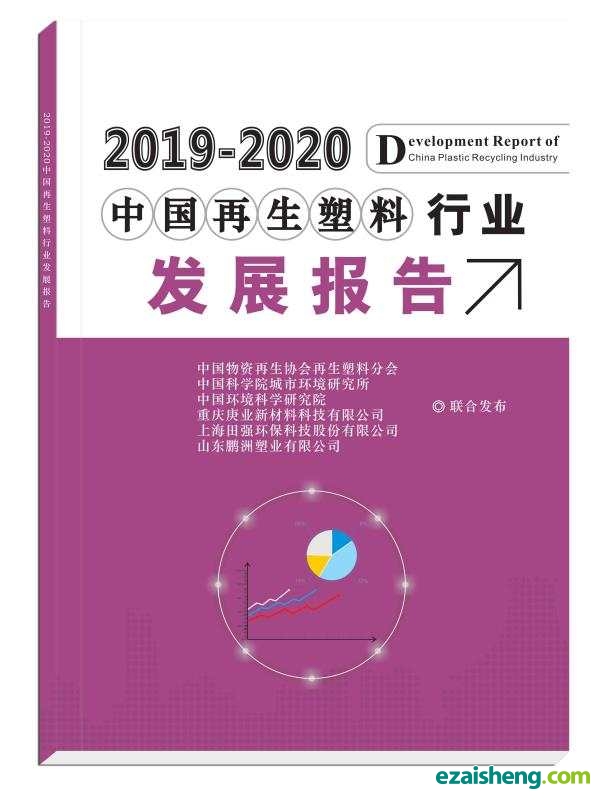 2019-2020中国再生塑料行业发展报告
2019-2020
Development Report of
China Plastic Recycling Industry
中国再生塑料行业
发展报告
中国物资再生协会再生塑料分会
中国科学院城市环境研究所
中国环境科学研究院
重庆庚业新材料科技有限公司
上海田强环保科技股份有限公司
山东鹏洲塑业有限公司
◎ 联合发布
ezaisheng.com